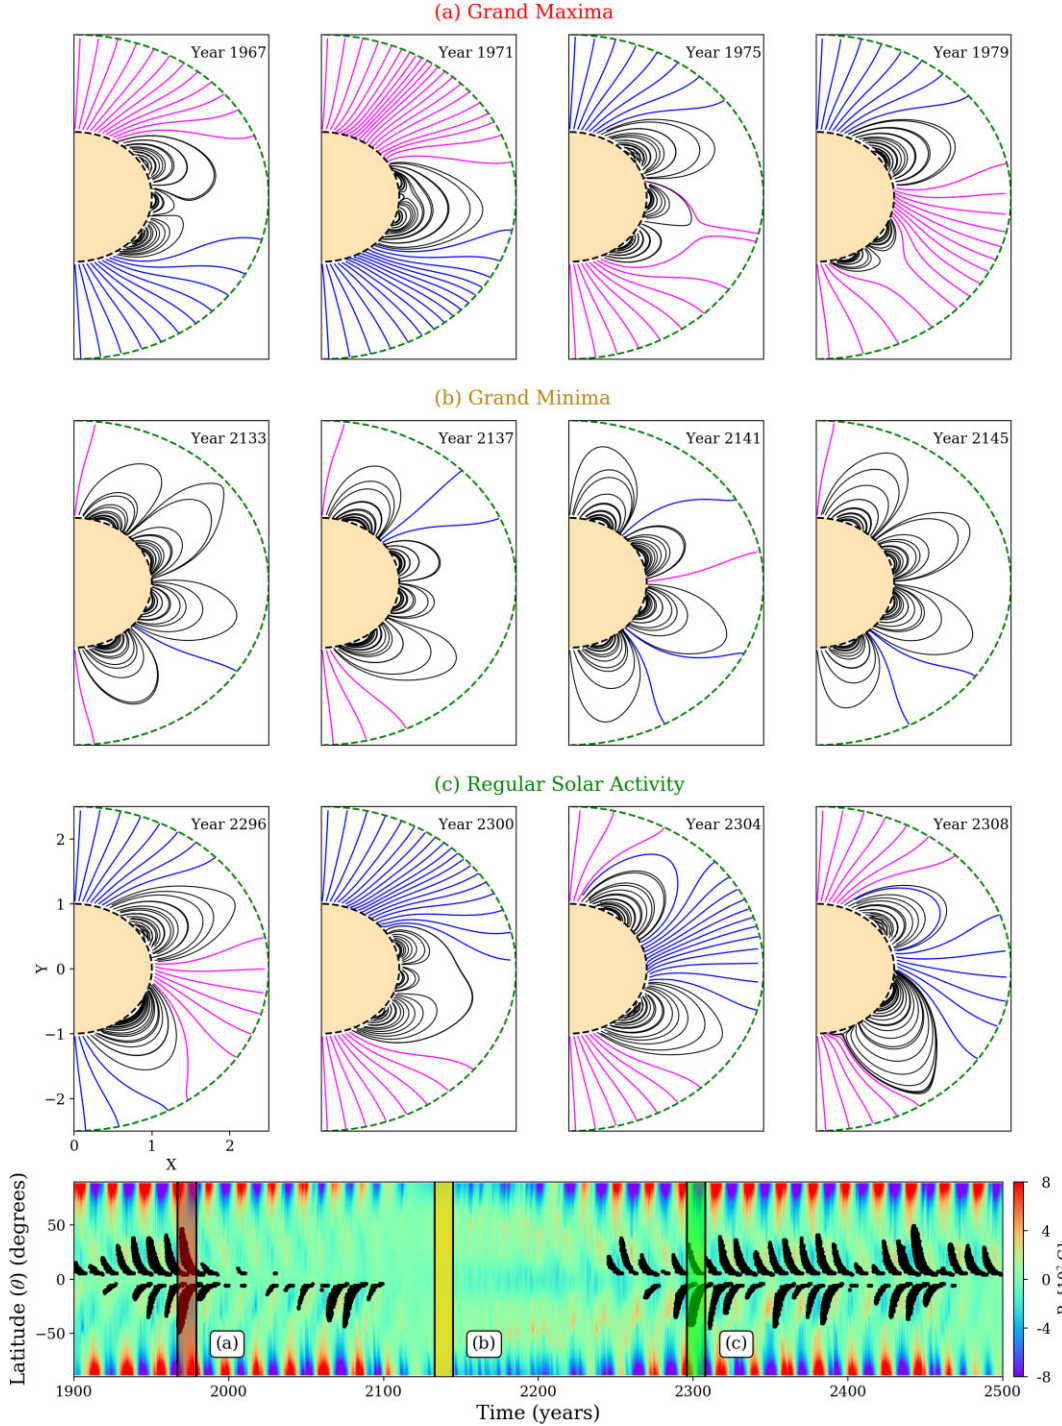 (a) Grand Maxima
Year 1967
Year 1971
Year 1975
Year 1979
(b) Grand Minima
Year 2133
Year 2137
Year 2141
Year 2145
(c) Regular Solar Activity
Year 2296
Year 2300
Year 2304
Year 2308
2
1
0
−1
−2
Y
0 1 2
X
Latitude (θ) (degrees)
50
0
−50
(a)
(b)
(c)
8
4
0
-4
-8
1900 2000 2100 2200 2300 2400 2500
Time (years)